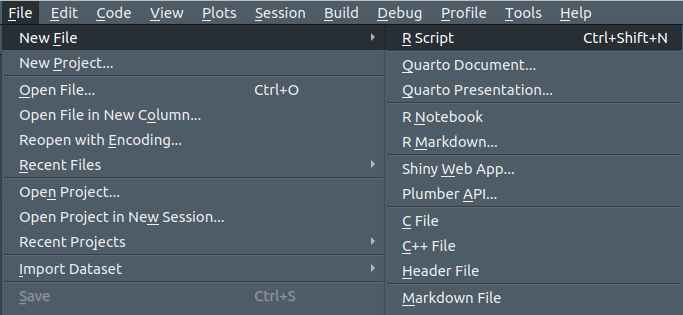 File Edit Code View Plots Session Build Debug Profile Tools Help
New File
New Project...
Open File... Ctrl+O
Open File in New Column...
Reopen with Encoding...
Recent Files
Open Project...
Open Project in New Session...
Recent Projects
Import Dataset
Save Ctrl+S
R Script Ctrl+Shift+N
Quarto Document...
Quarto Presentation...
R Notebook
R Markdown...
Shiny Web App...
Plumber API...
C File
C++ File
Header File
Markdown File